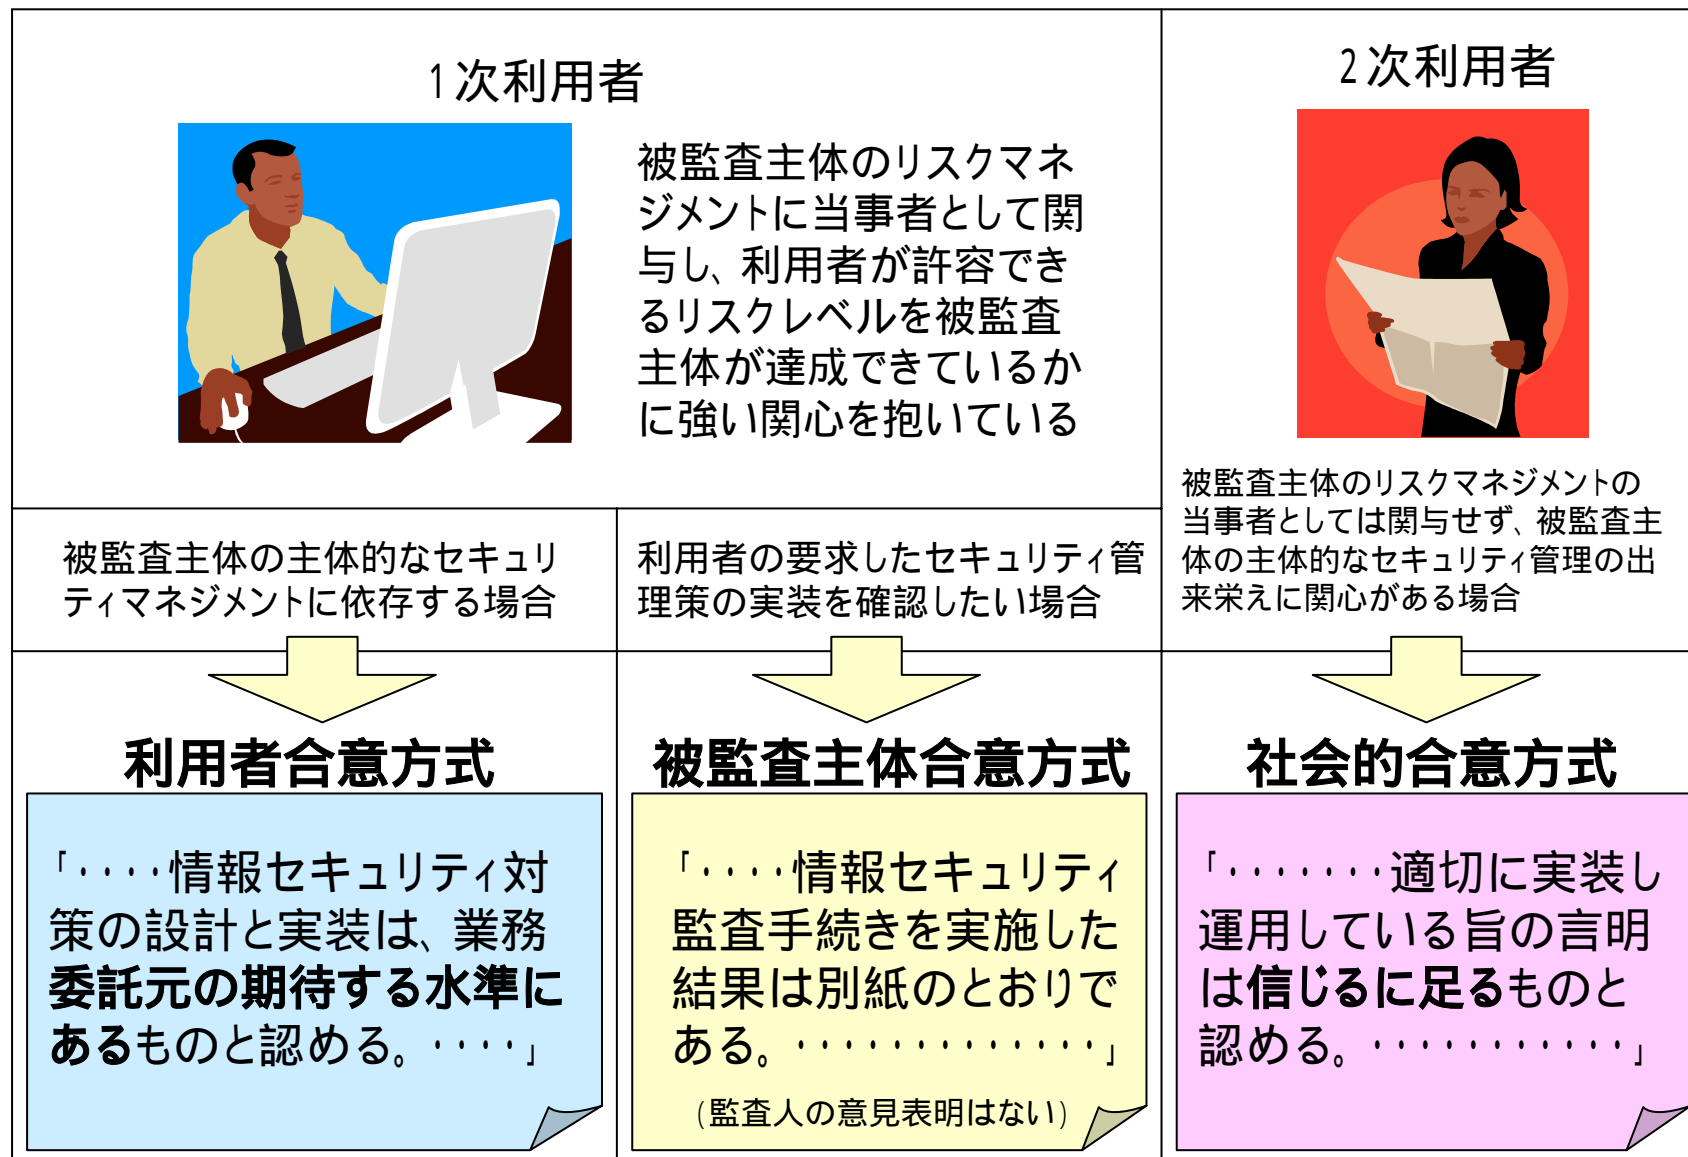 1次利用者
被監査主体のリスクマネ
ジメントに当事者として関
与し、利用者が許容でき
るリスクレベルを被監査
主体が達成できているか
に強い関心を抱いている
2次利用者
被監査主体のリスクマネジメントの
当事者としては関与せず、被監査主
体の主体的なセキュリティ管理の出
来栄えに関心がある場合
被監査主体の主体的なセキュリ
ティマネジメントに依存する場合
利用者の要求したセキュリティ管
理策の実装を確認したい場合
利用者合意方式
「・・・・情報セキュリティ対
策の設計と実装は、業務
委託元の期待する水準に
あるものと認める。・・・・」
被監査主体合意方式
「・・・・情報セキュリティ
監査手続きを実施した
結果は別紙のとおりで
ある。・・・・・・・・・・・・・」
(監査人の意見表明はない)
社会的合意方式
「・・・・・・・適切に実装し
運用している旨の言明
は信じるに足るものと
認める。・・・・・・・・・・・」